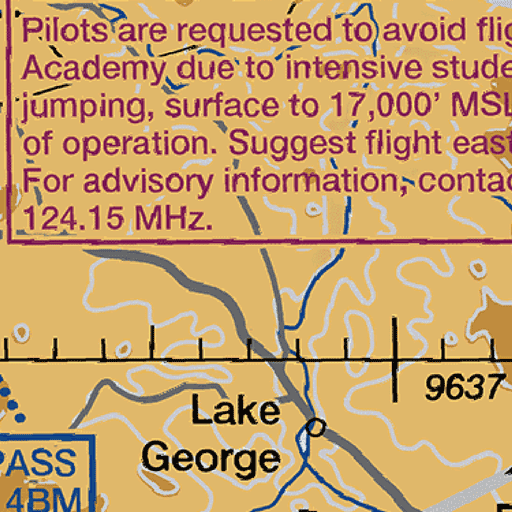 Pilots are requested to avoid flig
Academy due to intensive stude
jumping, surface to 17,000' MSL
of operation. Suggest flight east
For advisory information, contac
124.15 MHz.
9637
Lake
George
PASS
4BM